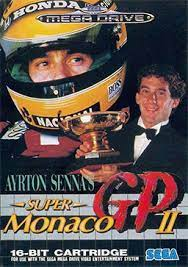 HONDA
MEGA DRIVE
NACIONAL
AYRTON SENNA'S
SUPER
Monaco GP II
16-BIT CARTRIDGE
FOR USE WITH THE SEGA MEGA DRIVE VIDEO ENTERTAINMENT SYSTEM
SEGA